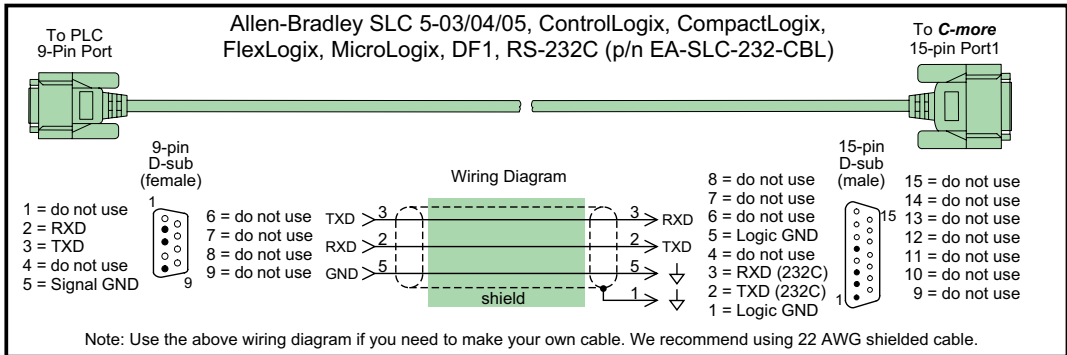 To PLC
9-Pin Port
Allen-Bradley SLC 5-03/04/05, ControlLogix, CompactLogix,
FlexLogix, MicroLogix, DF1, RS-232C (p/n EA-SLC-232-CBL)
To C-more
15-pin Port1
9-pin
D-sub
(female)
1
9
1 = do not use
2 = RXD
3 = TXD
4 = do not use
5 = Signal GND
6 = do not use
7 = do not use
8 = do not use
9 = do not use
Wiring Diagram
TXD 3 3 RXD
RXD 2 2 TXD
GND 5 5
shield 1
8 = do not use
7 = do not use
6 = do not use
5 = Logic GND
4 = do not use
3 = RXD (232C)
2 = TXD (232C)
1 = Logic GND
15-pin
D-sub
(male)
15
1
15 = do not use
14 = do not use
13 = do not use
12 = do not use
11 = do not use
10 = do not use
9 = do not use
Note: Use the above wiring diagram if you need to make your own cable. We recommend using 22 AWG shielded cable.